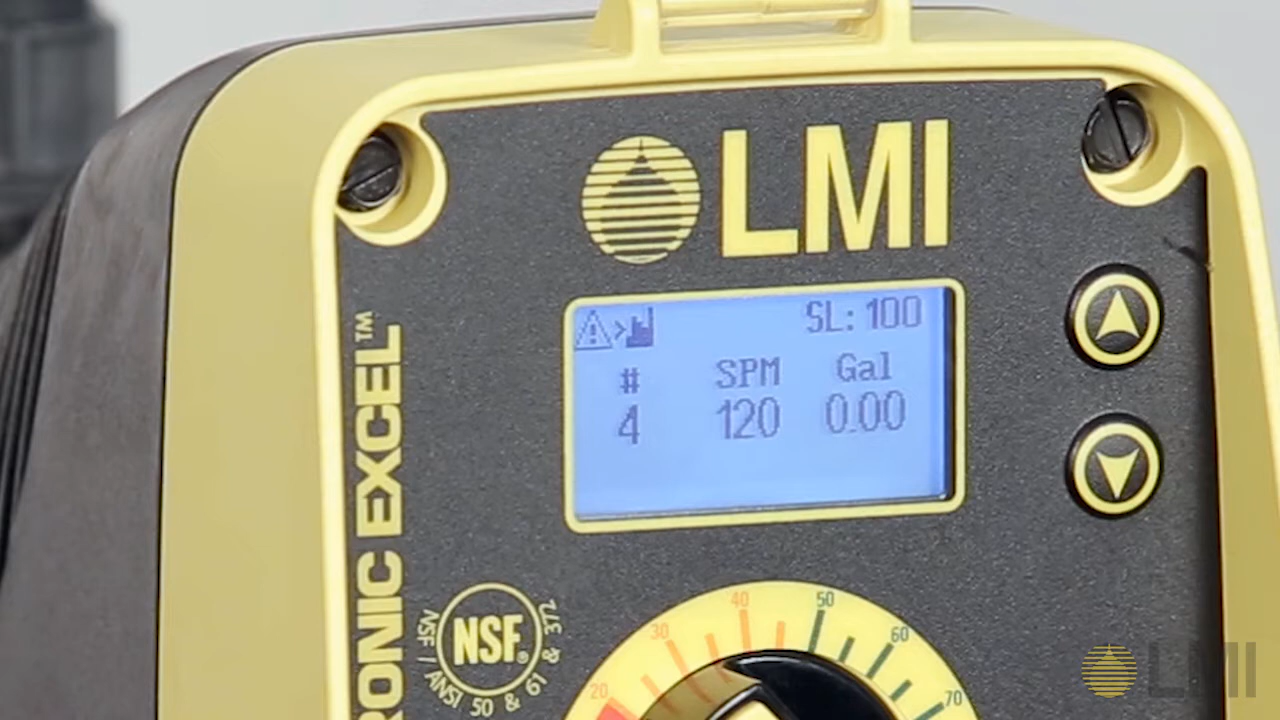 LMI
SL: 100
# SPM Gal
4 120 0.00
RONIC EXCEL™
NSF®
NSF / ANSI 50 & 61 & 372
20 30 40 50 60 70
LMI